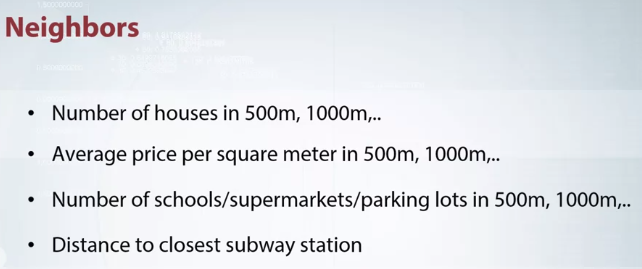 Neighbors
• Number of houses in 500m, 1000m,..
• Average price per square meter in 500m, 1000m,..
• Number of schools/supermarkets/parking lots in 500m, 1000m,..
• Distance to closest subway station